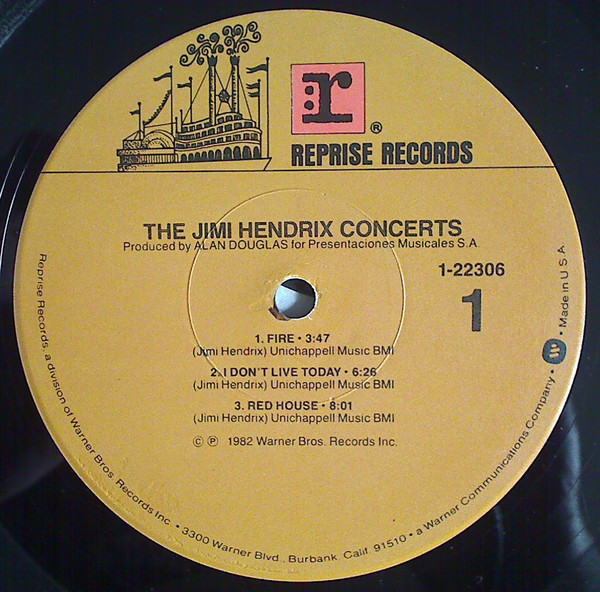 r
®
REPRISE RECORDS
THE JIMI HENDRIX CONCERTS
Produced by ALAN DOUGLAS for Presentaciones Musicales S.A.
1-22306
1
1. FIRE • 3:47
(Jimi Hendrix) Unichappell Music BMI
2. I DON'T LIVE TODAY • 6:26
(Jimi Hendrix) Unichappell Music BMI
3. RED HOUSE • 8:01
(Jimi Hendrix) Unichappell Music BMI
© ℗ 1982 Warner Bros. Records Inc.
Reprise Records, a division of Warner Bros. Records Inc. • 3300 Warner Blvd., Burbank, Calif. 91510 • a Warner Communications Company • W • Made in U.S.A.